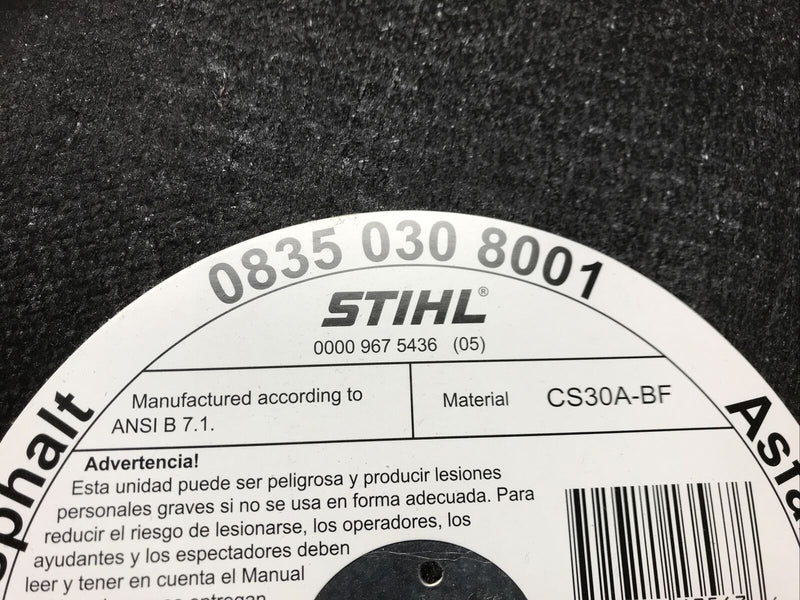 0835 030 8001
STIHL®
0000 967 5436 (05)
Manufactured according to
ANSI B 7.1.
Material CS30A-BF
Advertencia!
Esta unidad puede ser peligrosa y producir lesiones
personales graves si no se usa en forma adecuada. Para
reducir el riesgo de lesionarse, los operadores, los
ayudantes y los espectadores deben
leer y tener en cuenta el Manual